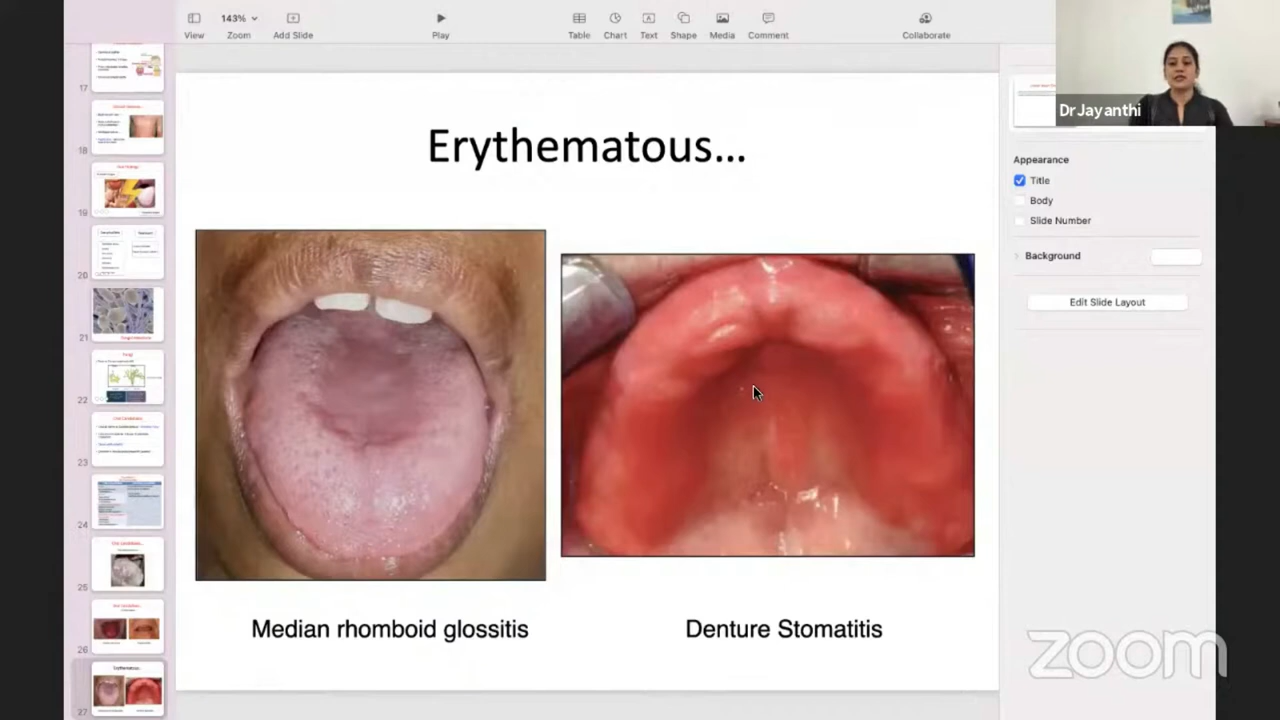 143%
View
Zoom
Add Slide
Play
Table
Chart
Text
Shape
Media
Comment
Collaborate
Dr Jayanthi
17
18
19
20
21
22
23
24
25
26
27
Erythematous...
Median rhomboid glossitis
Denture Stomatitis
Appearance
Title
Body
Slide Number
Background
Edit Slide Layout
zoom